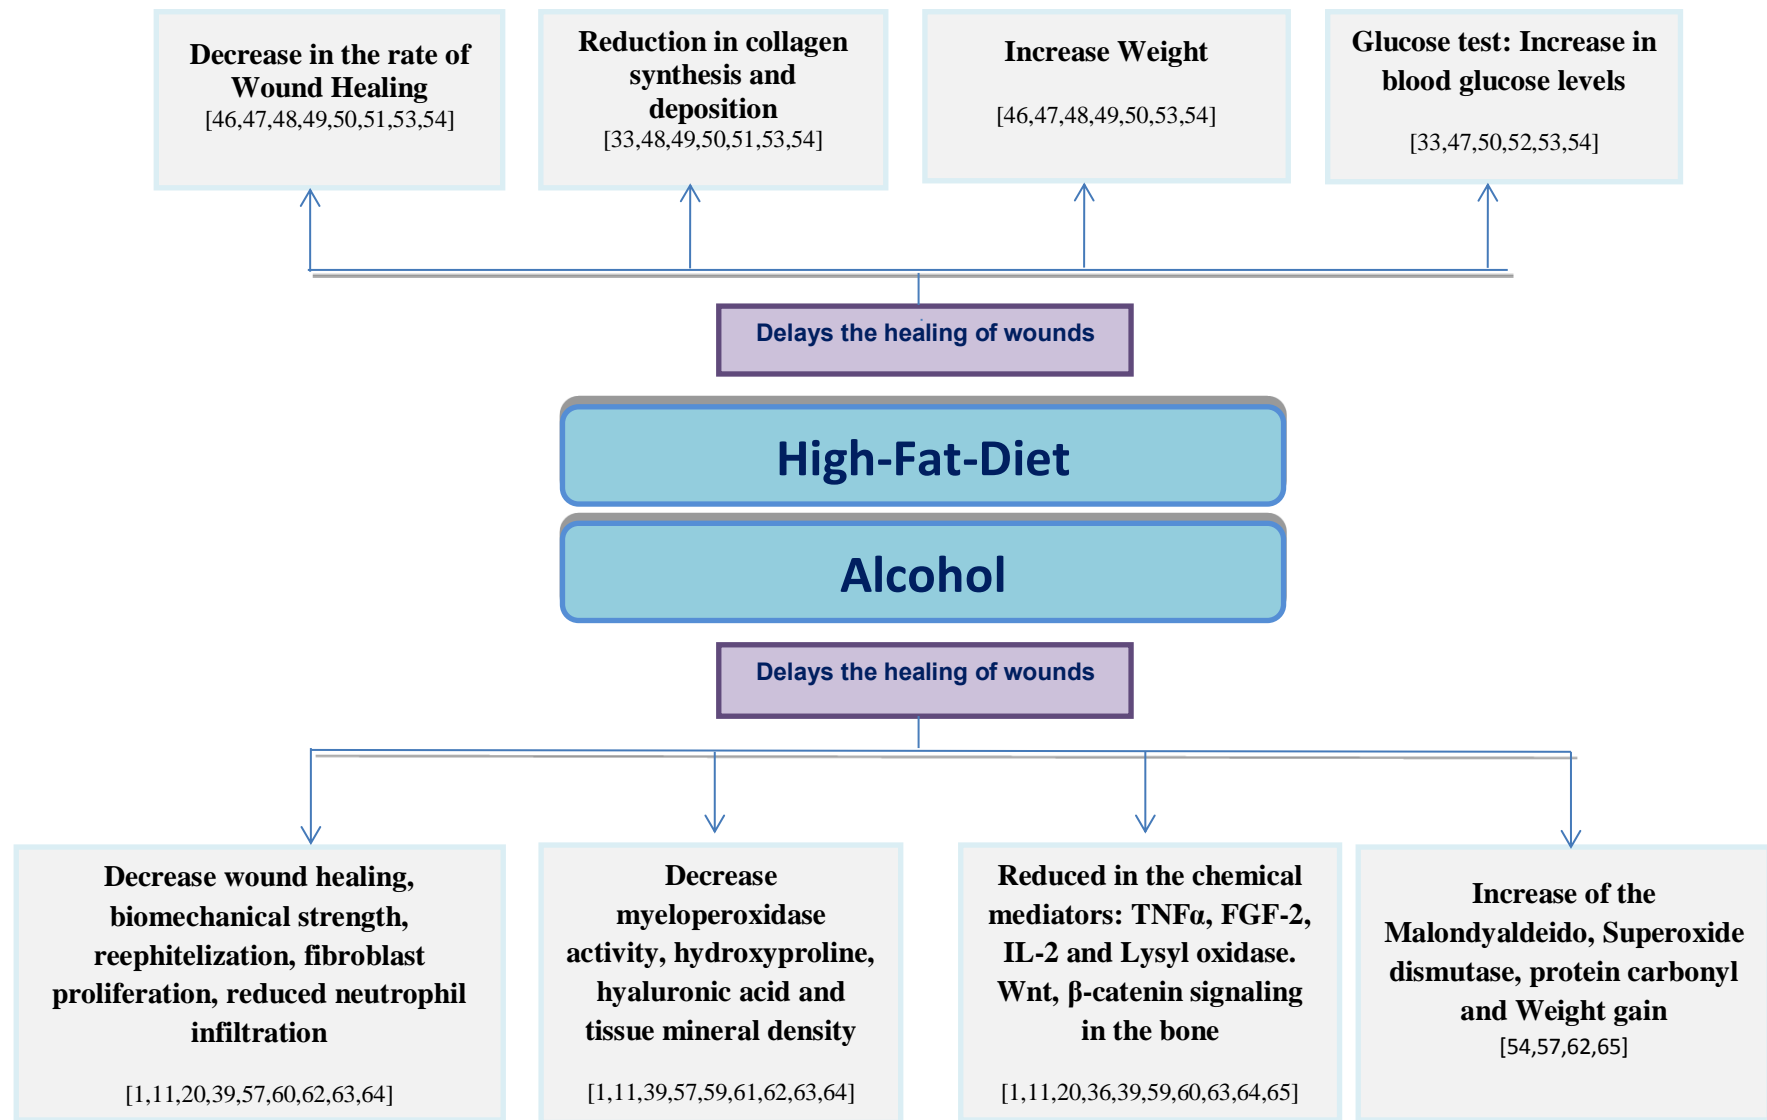 Decrease in the rate of
Wound Healing
[46,47,48,49,50,51,53,54]
Reduction in collagen
synthesis and
deposition
[33,48,49,50,51,53,54]
Increase Weight
[46,47,48,49,50,53,54]
Glucose test: Increase in
blood glucose levels
[33,47,50,52,53,54]
Delays the healing of wounds
High-Fat-Diet
Alcohol
Delays the healing of wounds
Decrease wound healing,
biomechanical strength,
reephitelization, fibroblast
proliferation, reduced neutrophil
infiltration
[1,11,20,39,57,60,62,63,64]
Decrease
myeloperoxidase
activity, hydroxyproline,
hyaluronic acid and
tissue mineral density
[1,11,39,57,59,61,62,63,64]
Reduced in the chemical
mediators: TNFα, FGF-2,
IL-2 and Lysyl oxidase.
Wnt, β-catenin signaling
in the bone
[1,11,20,36,39,59,60,63,64,65]
Increase of the
Malondyaldeido, Superoxide
dismutase, protein carbonyl
and Weight gain
[54,57,62,65]